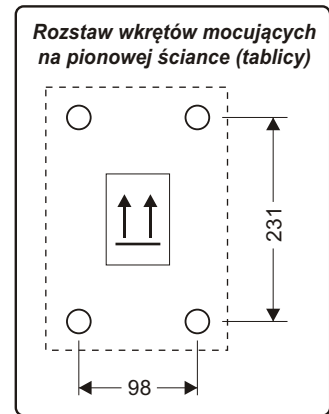 Rozstaw wkrętów mocujących
na pionowej ściance (tablicy)
231
98